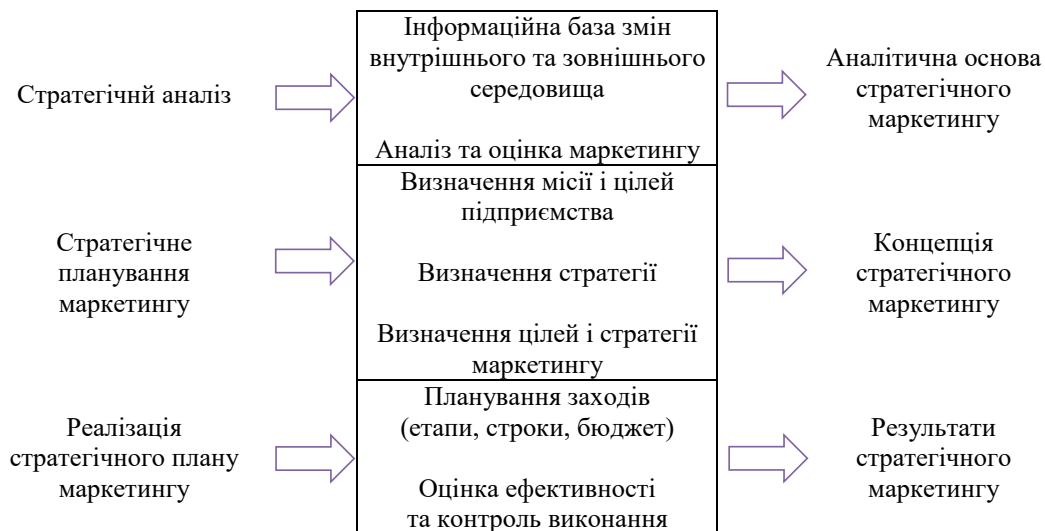 Стратегічнй аналіз
Інформаційна база змін
внутрішнього та зовнішнього
середовища
Аналіз та оцінка маркетингу
Аналітична основа
стратегічного
маркетингу
Стратегічне
планування
маркетингу
Визначення місії і цілей
підприємства
Визначення стратегії
Визначення цілей і стратегії
маркетингу
Концепція
стратегічного
маркетингу
Реалізація
стратегічного плану
маркетингу
Планування заходів
(етапи, строки, бюджет)
Оцінка ефективності
та контроль виконання
Результати
стратегічного
маркетингу